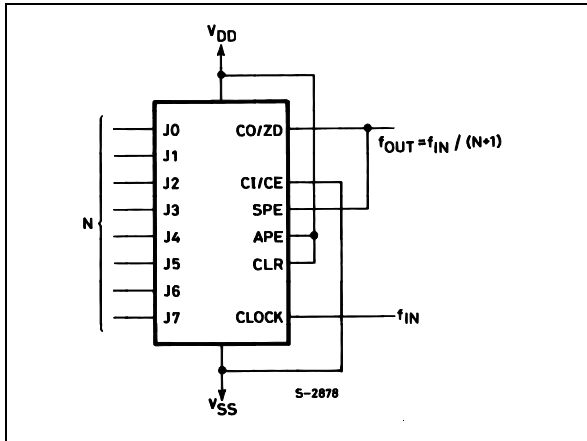 VDD
J0 CO/ZD
fOUT = fIN / (N+1)
J1
J2 CI/CE
N J3 SPE
J4 APE
J5 CLR
J6
J7 CLOCK fIN
S-2878
VSS